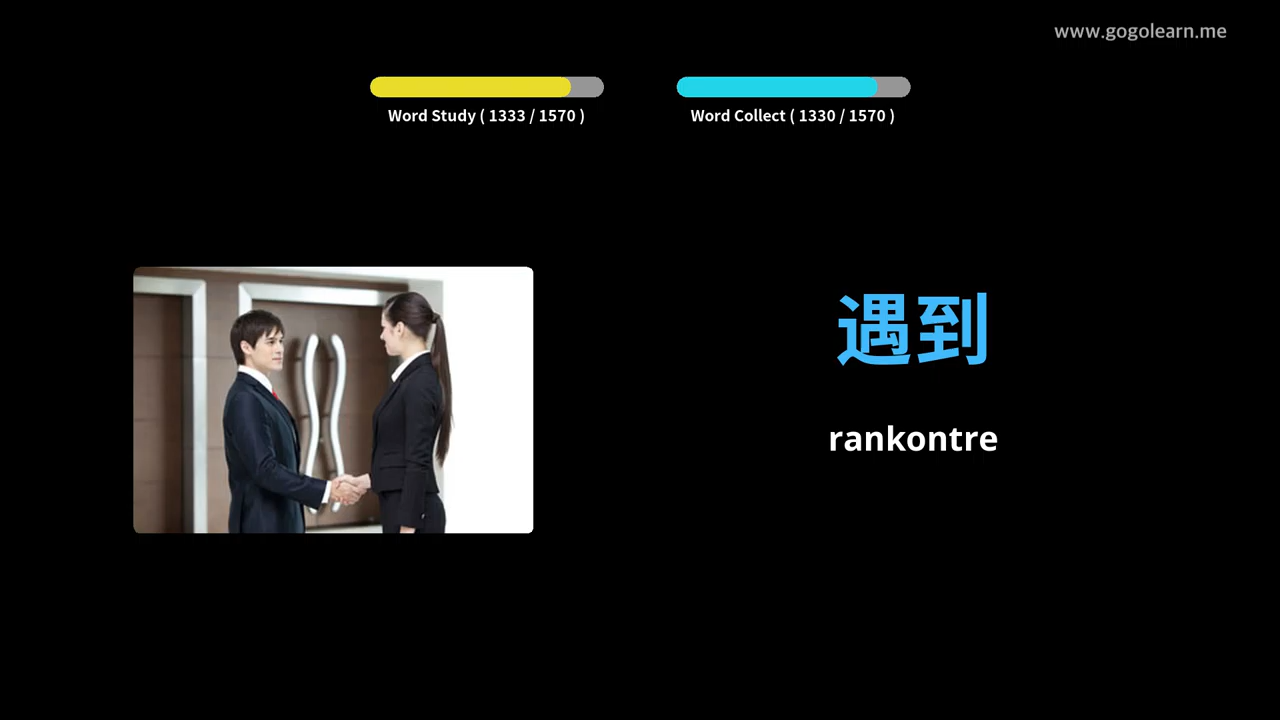 www.gogolearn.me
Word Study ( 1333 / 1570 )
Word Collect ( 1330 / 1570 )
遇到
rankontre